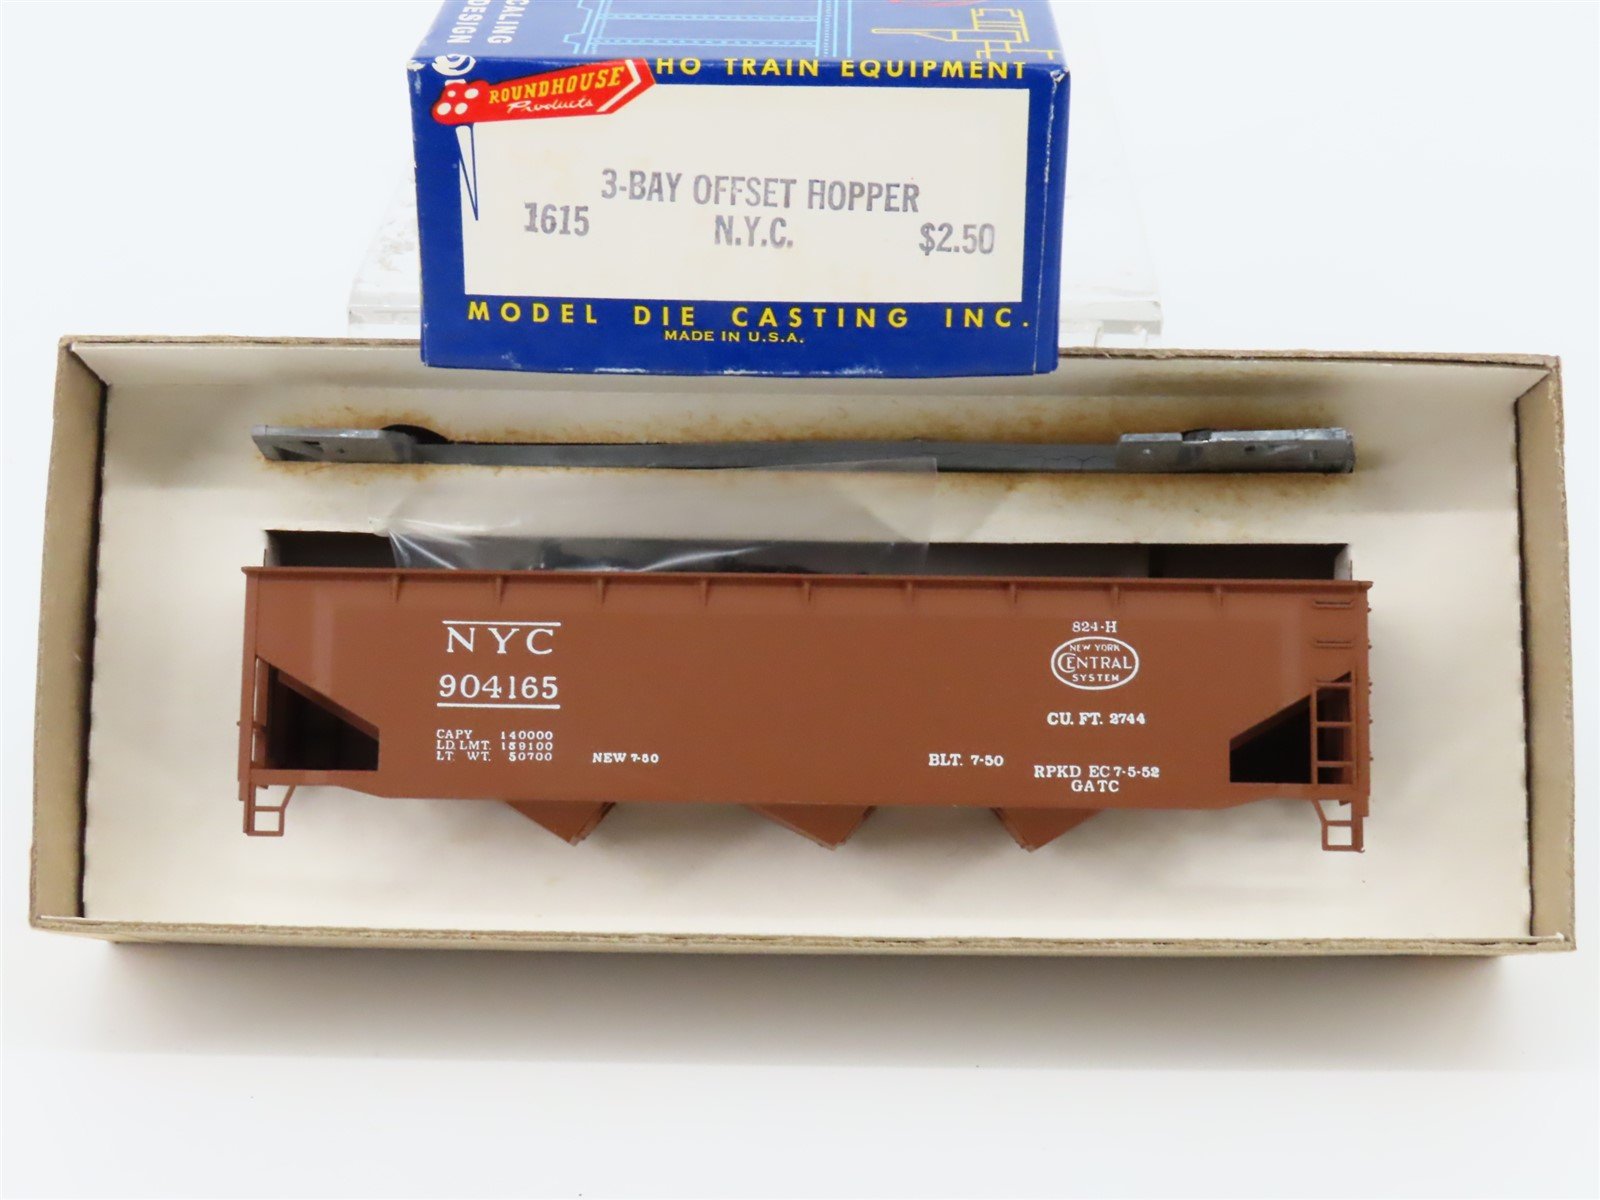 SCALING
DESIGN
ROUNDHOUSE
Products
HO TRAIN EQUIPMENT
3-BAY OFFSET HOPPER
1615 N.Y.C. $2.50
MODEL DIE CASTING INC.
MADE IN U.S.A.
NYC
904165
CAPY 140000
LD. LMT. 159100
LT. WT. 50700
NEW 7-50
BLT. 7-50
824-H
NEW YORK
CENTRAL
SYSTEM
CU. FT. 2744
RPKD EC 7-5-52
GATC